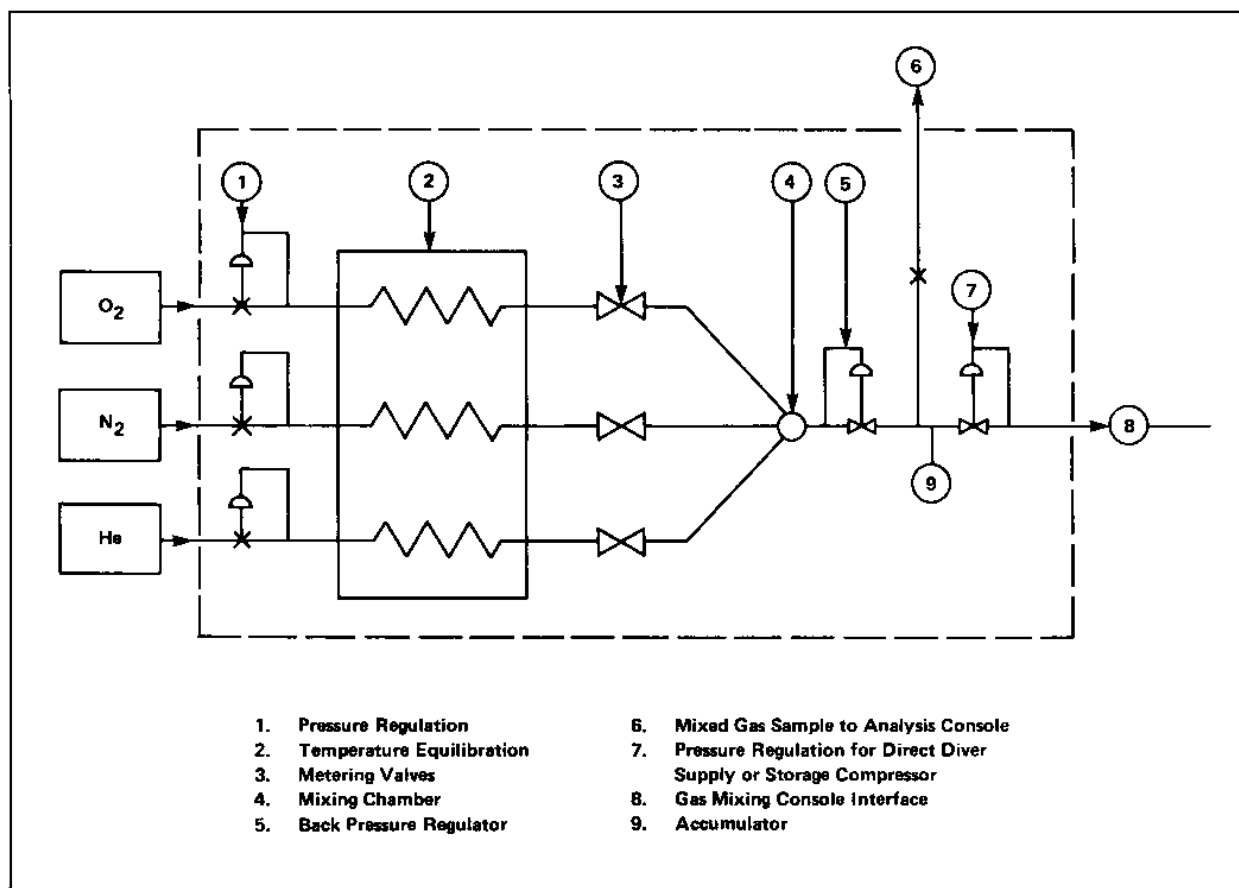 6
1
2
3
4
5
O2
7
N2
8
9
He
1. Pressure Regulation
2. Temperature Equilibration
3. Metering Valves
4. Mixing Chamber
5. Back Pressure Regulator
6. Mixed Gas Sample to Analysis Console
7. Pressure Regulation for Direct Diver
Supply or Storage Compressor
8. Gas Mixing Console Interface
9. Accumulator